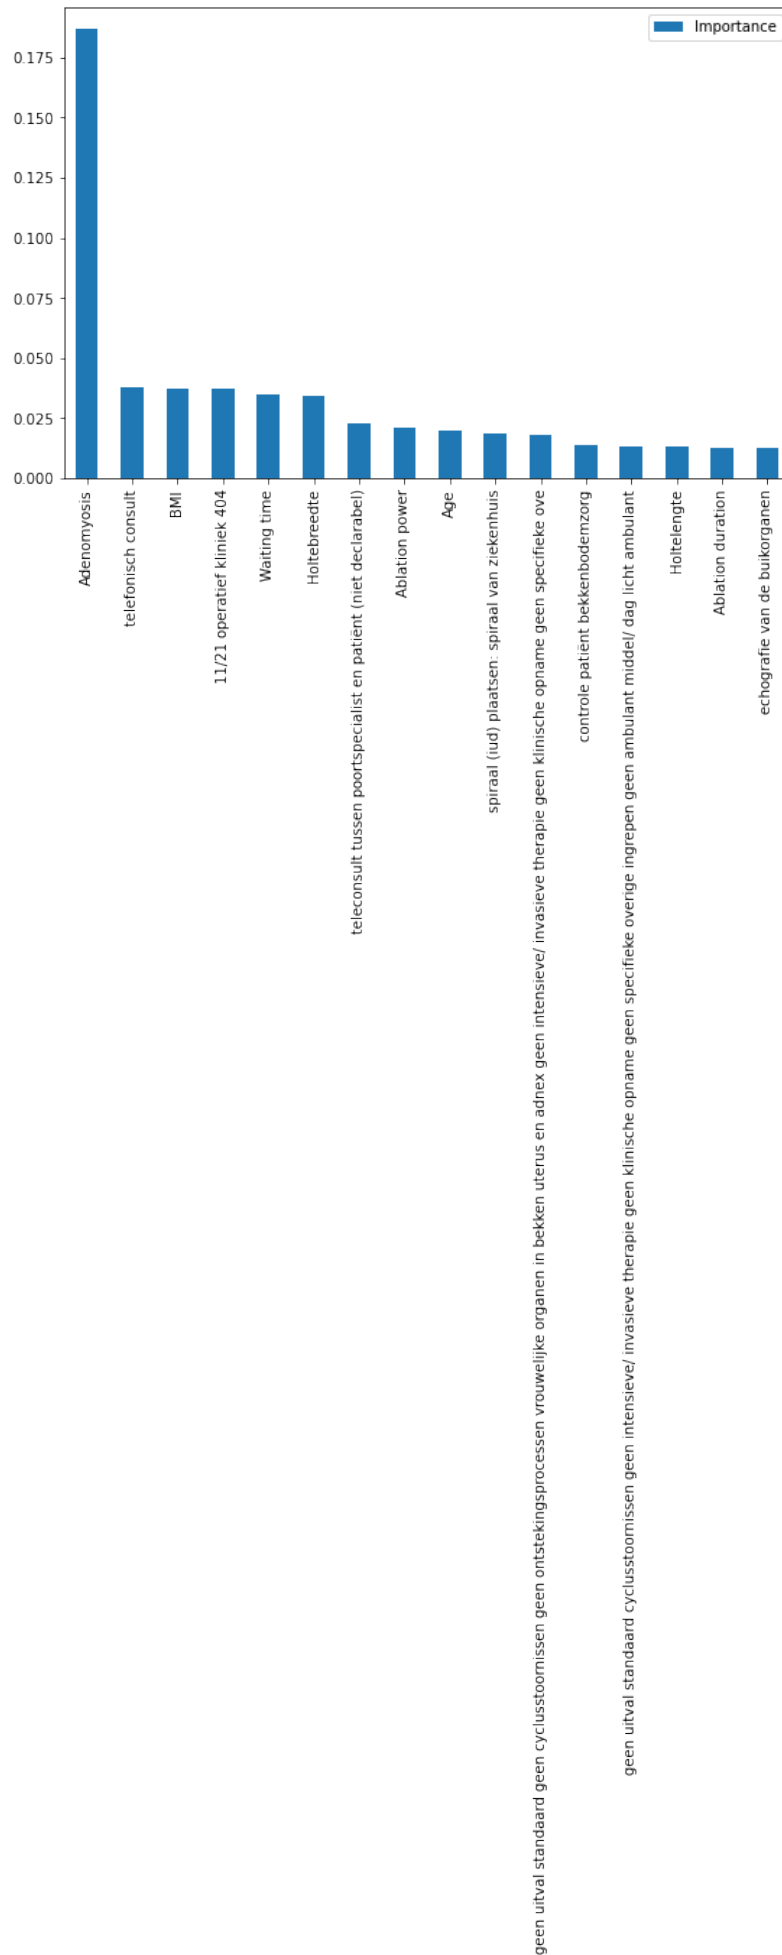 Importance
0.175
0.150
0.125
0.100
0.075
0.050
0.025
0.000
Adenomyosis
telefonisch consult
BMI
11/21 operatief kliniek 404
Waiting time
Holtebreedte
teleconsult tussen poortspecialist en patiënt (niet declarabel)
Ablation power
Age
spiraal (iud) plaatsen: spiraal van ziekenhuis
geen uitval standaard geen cyclusstoornissen geen ontstekingsprocessen vrouwelijke organen in bekken uterus en adnex geen intensieve/ invasieve therapie geen klinische opname geen specifieke ove
controle patiënt bekkenbodemzorg
geen uitval standaard cyclusstoornissen geen intensieve/ invasieve therapie geen klinische opname geen specifieke overige ingrepen geen ambulant middel/ dag licht ambulant
Holtelengte
Ablation duration
echografie van de buikorganen